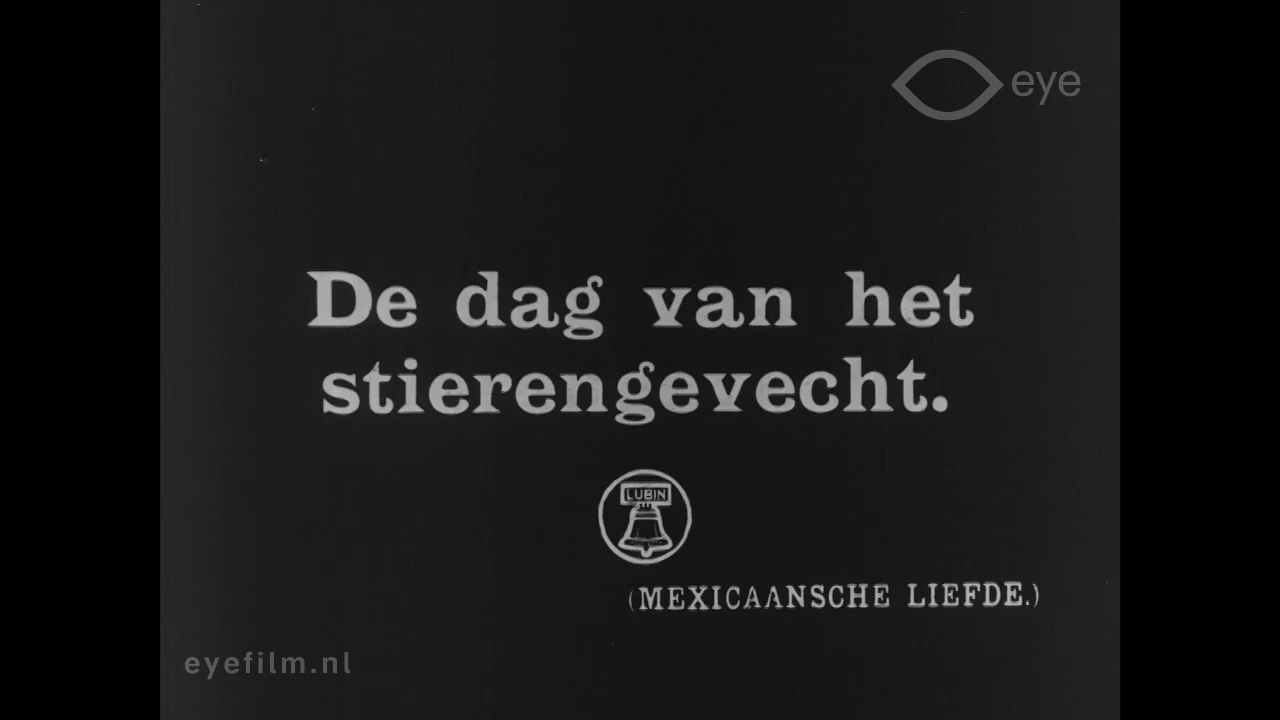 eye
De dag van het
stierengevecht.
LUBIN
(MEXICAANSCHE LIEFDE.)
eyefilm.nl